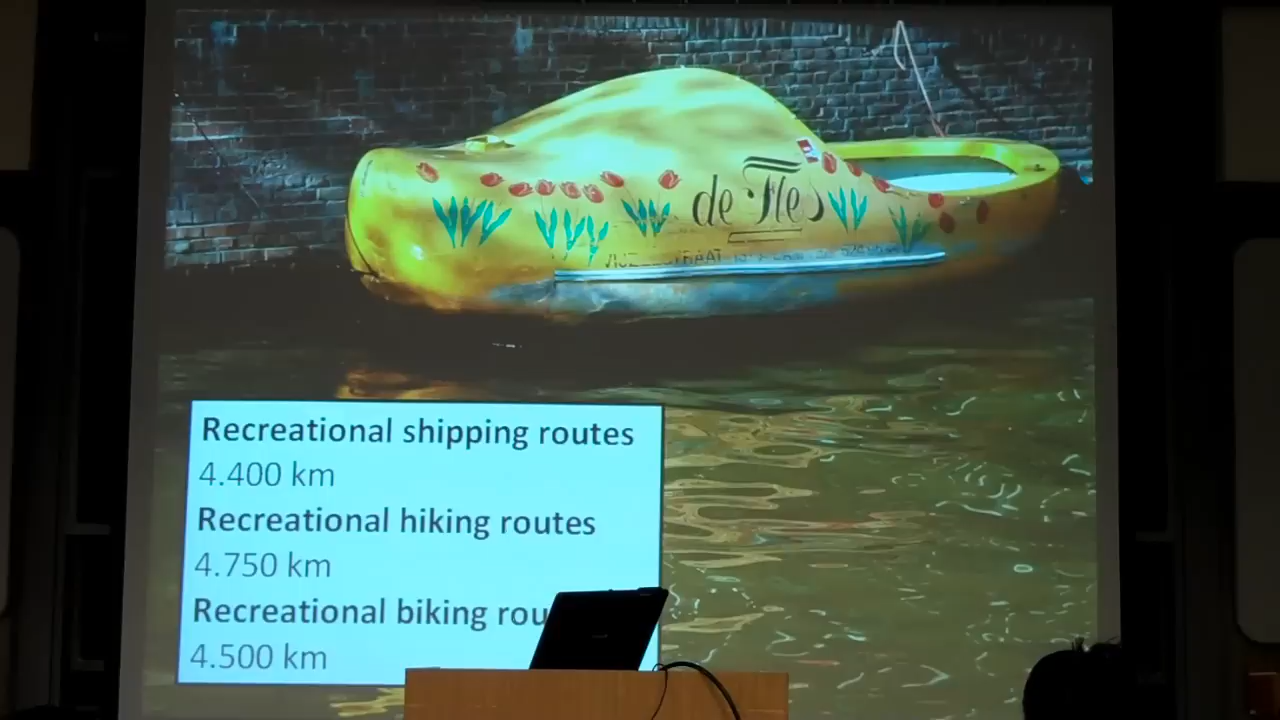 de Fles
Recreational shipping routes
4.400 km
Recreational hiking routes
4.750 km
Recreational biking rou
4.500 km